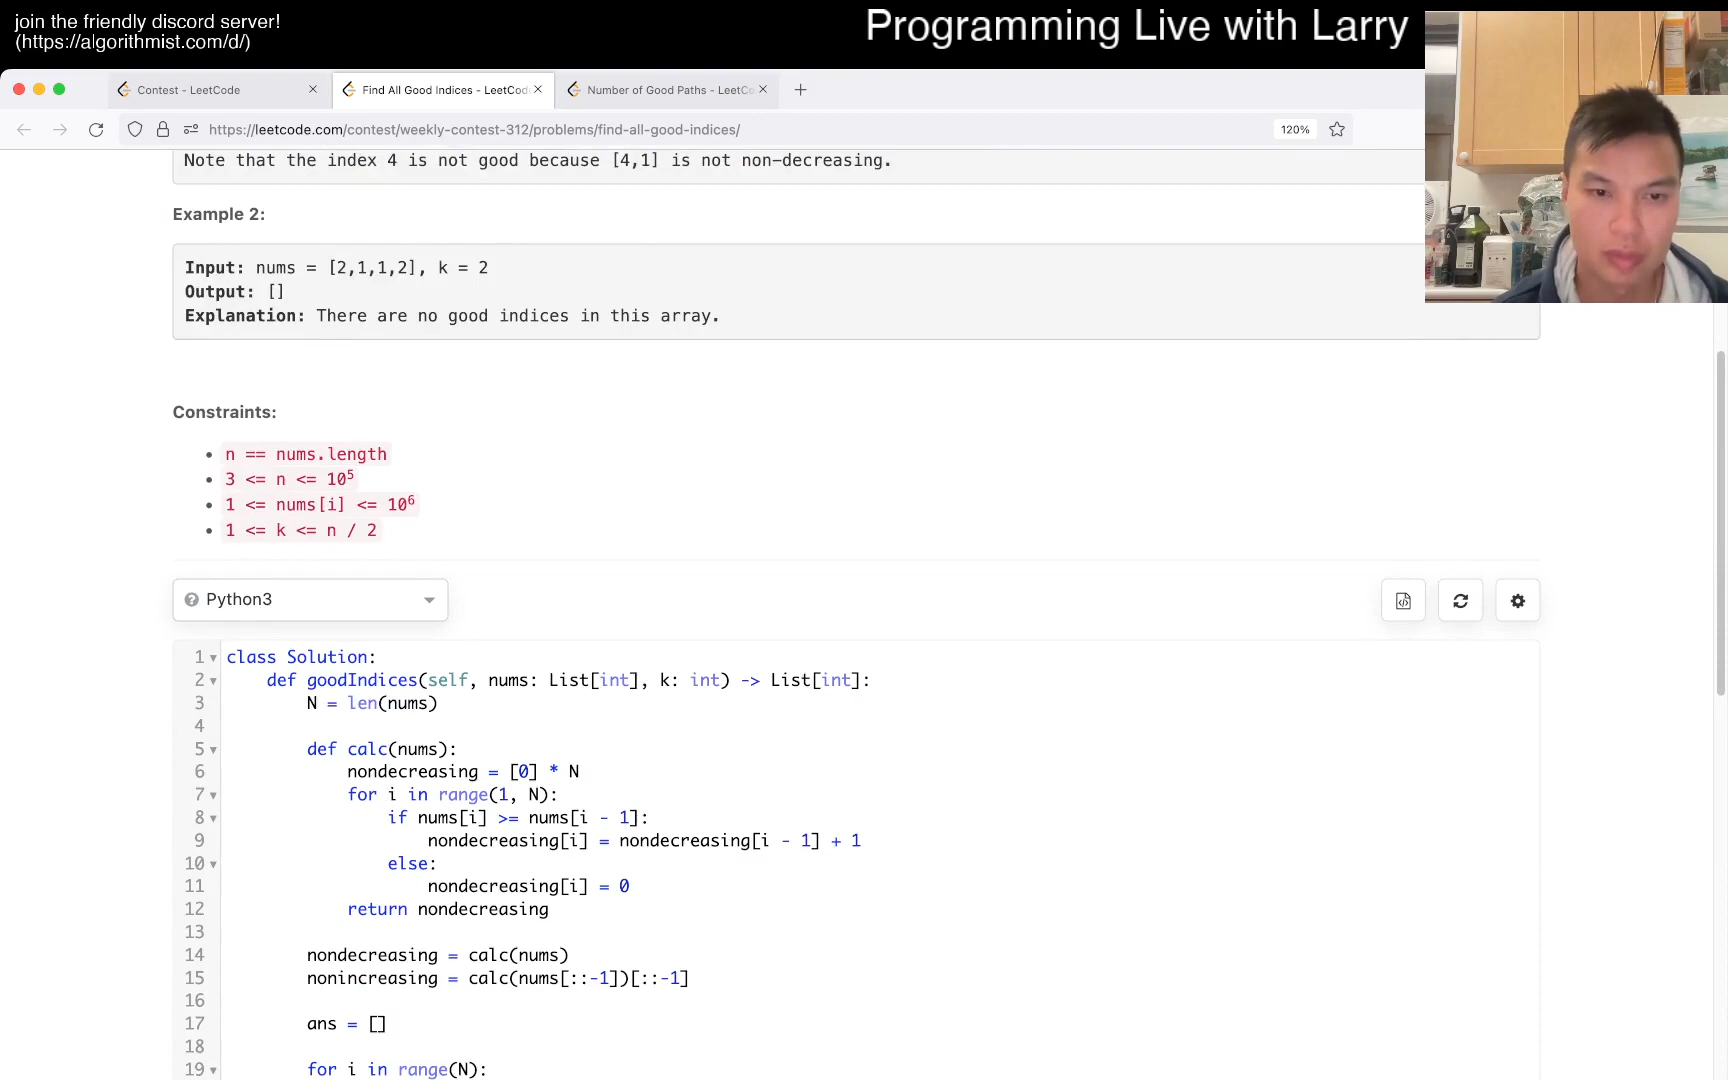 join the friendly discord server!
(https://algorithmist.com/d/)
Programming Live with Larry
Contest - LeetCode
Find All Good Indices - LeetCod
Number of Good Paths - LeetCo
https://leetcode.com/contest/weekly-contest-312/problems/find-all-good-indices/
120%
Note that the index 4 is not good because [4,1] is not non-decreasing.
Example 2:
Input: nums = [2,1,1,2], k = 2
Output: []
Explanation: There are no good indices in this array.
Constraints:
n == nums.length
3 <= n <= 10⁵
1 <= nums[i] <= 10⁶
1 <= k <= n / 2
Python3
1 class Solution:
2 def goodIndices(self, nums: List[int], k: int) -> List[int]:
3 N = len(nums)
4
5 def calc(nums):
6 nondecreasing = [0] * N
7 for i in range(1, N):
8 if nums[i] >= nums[i - 1]:
9 nondecreasing[i] = nondecreasing[i - 1] + 1
10 else:
11 nondecreasing[i] = 0
12 return nondecreasing
13
14 nondecreasing = calc(nums)
15 nonincreasing = calc(nums[::-1])[::-1]
16
17 ans = []
18
19 for i in range(N):